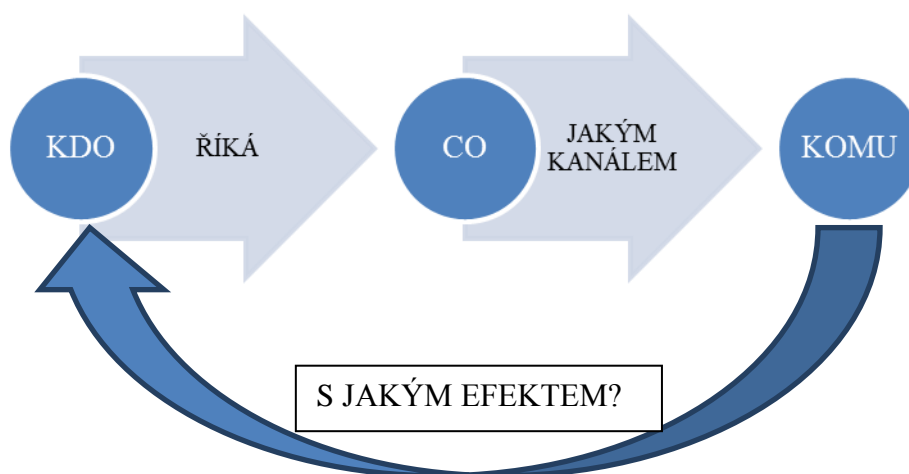 KDO
ŘÍKÁ
CO
JAKÝM
KANÁLEM
KOMU
S JAKÝM EFEKTEM?